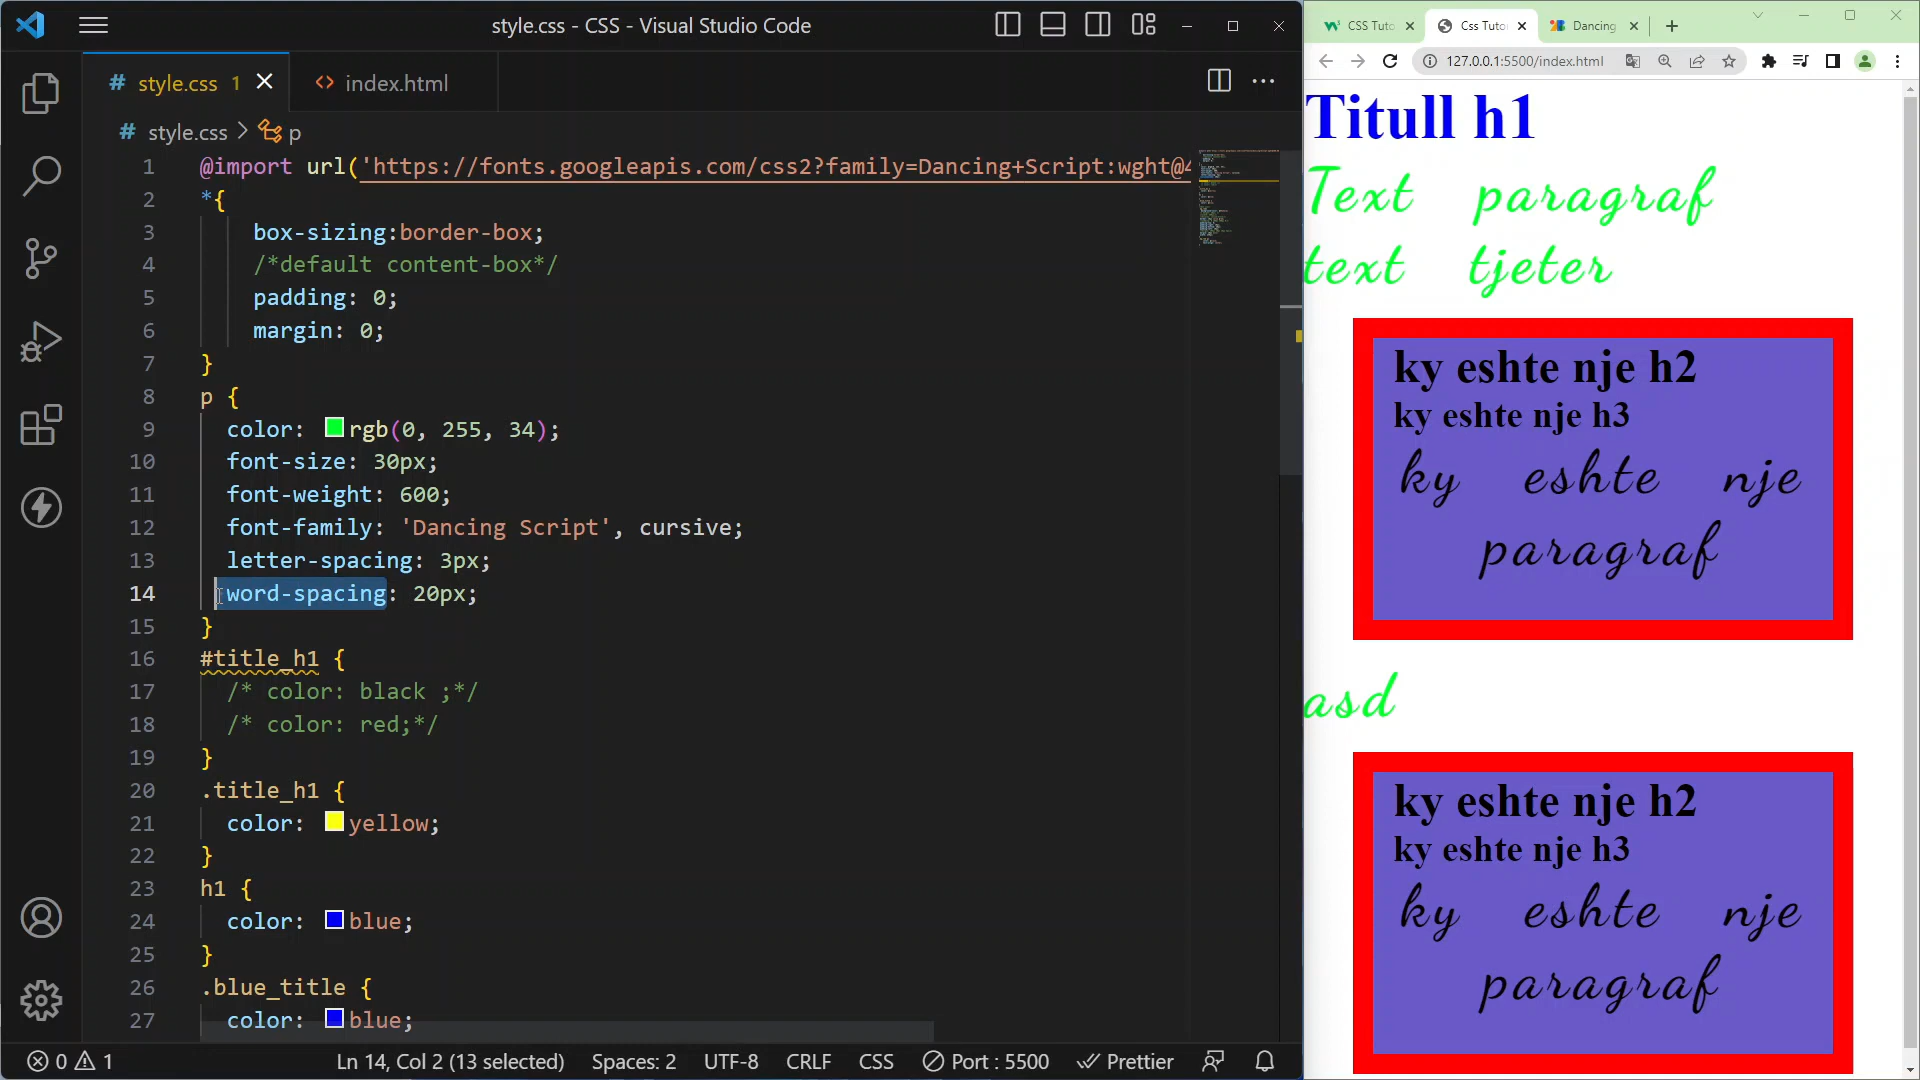 style.css - CSS - Visual Studio Code
# style.css 1
<> index.html
# style.css > p
1 @import url('https://fonts.googleapis.com/css2?family=Dancing+Script:wght@4
2 *{
3 box-sizing:border-box;
4 /*default content-box*/
5 padding: 0;
6 margin: 0;
7 }
8 p {
9 color: rgb(0, 255, 34);
10 font-size: 30px;
11 font-weight: 600;
12 font-family: 'Dancing Script', cursive;
13 letter-spacing: 3px;
14 word-spacing: 20px;
15 }
16 #title_h1 {
17 /* color: black ;*/
18 /* color: red;*/
19 }
20 .title_h1 {
21 color: yellow;
22 }
23 h1 {
24 color: blue;
25 }
26 .blue_title {
27 color: blue;
0 1 Ln 14, Col 2 (13 selected) Spaces: 2 UTF-8 CRLF CSS Port : 5500 Prettier
CSS Tuto
Css Tuto
Dancing
127.0.0.1:5500/index.html
Titull h1
Text paragraf
text tjeter
ky eshte nje h2
ky eshte nje h3
ky eshte nje
paragraf
asd
ky eshte nje h2
ky eshte nje h3
ky eshte nje
paragraf